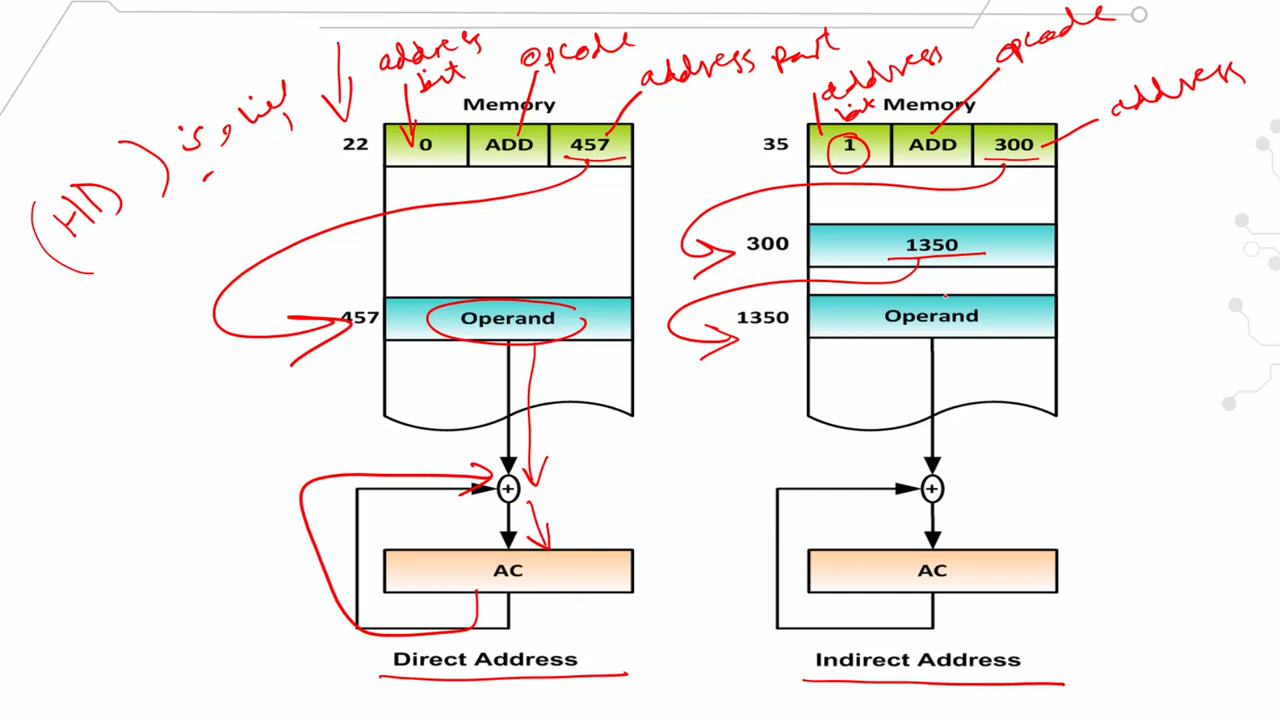 address bit
opcode
address part
Memory
22
0 ADD 457
457
Operand
+
AC
Direct Address
address bit
opcode
address
Memory
35
1 ADD 300
300
1350
1350
Operand
+
AC
Indirect Address